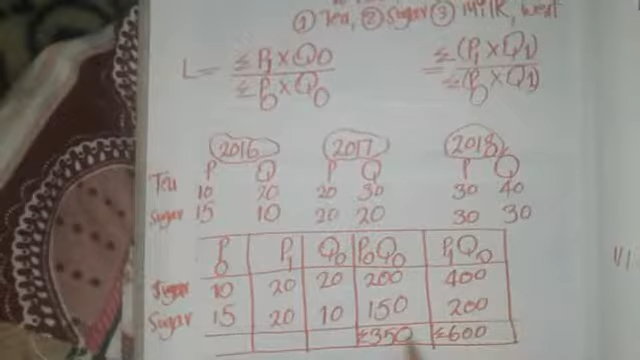 ① Tea, ② Sugar ③ Milk,
L = ΣP₁×Q₀ / ΣP₀×Q₀ = Σ(P₁×Q₁) / Σ(P₀×Q₁)
2016 2017 2018
P Q P Q P Q
Tea 10 20 20 30 30 40
Sugar 15 10 20 20 30 30
P₀ P₁ Q₀ P₀Q₀ P₁Q₀
Sugar 10 20 20 200 400
Sugar 15 20 10 150 200
Σ350 Σ600